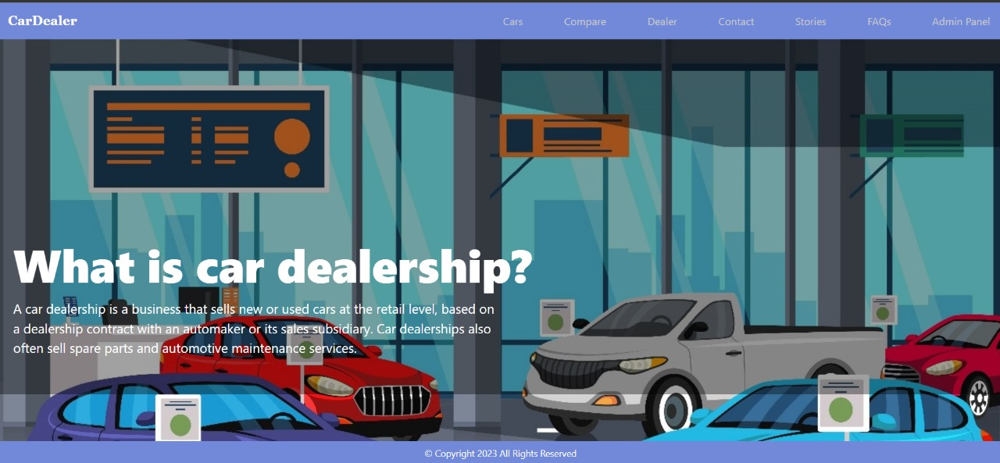 CarDealer
Cars
Compare
Dealer
Contact
Stories
FAQs
Admin Panel
What is car dealership?
A car dealership is a business that sells new or used cars at the retail level, based on
a dealership contract with an automaker or its sales subsidiary. Car dealerships also
often sell spare parts and automotive maintenance services.
© Copyright 2023 All Rights Reserved